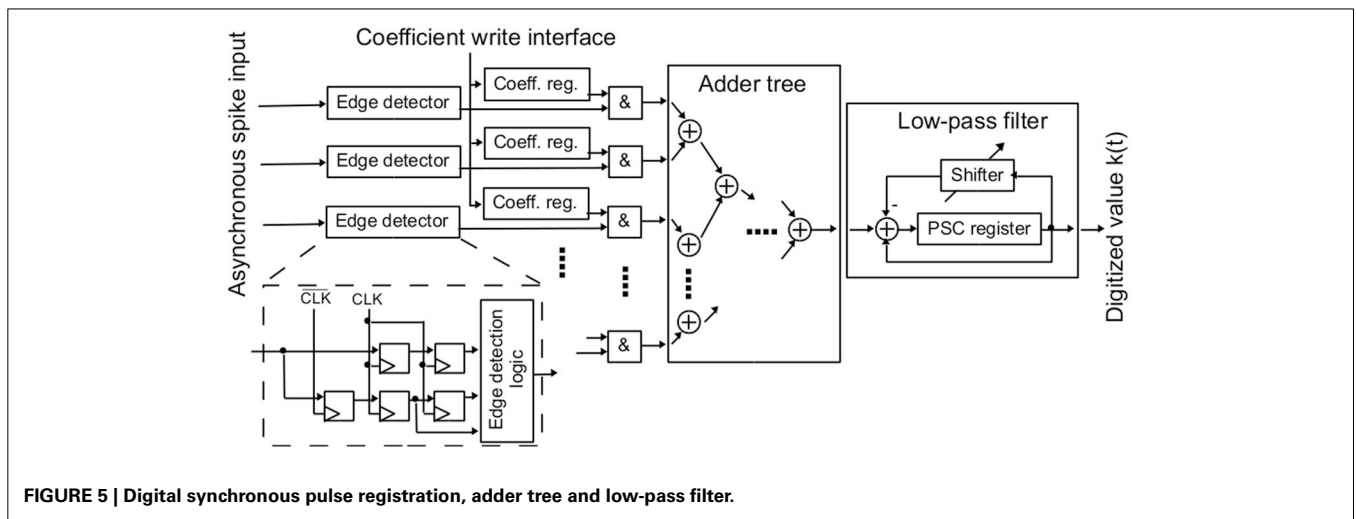 Coefficient write interface
Asynchronous spike input
Edge detector
Coeff. reg.
&
Edge detector
Coeff. reg.
&
Edge detector
Coeff. reg.
&
&
Adder tree
Low-pass filter
Shifter
-
PSC register
Digitized value k(t)
CLK CLK
Edge detection
logic
FIGURE 5 | Digital synchronous pulse registration, adder tree and low-pass filter.